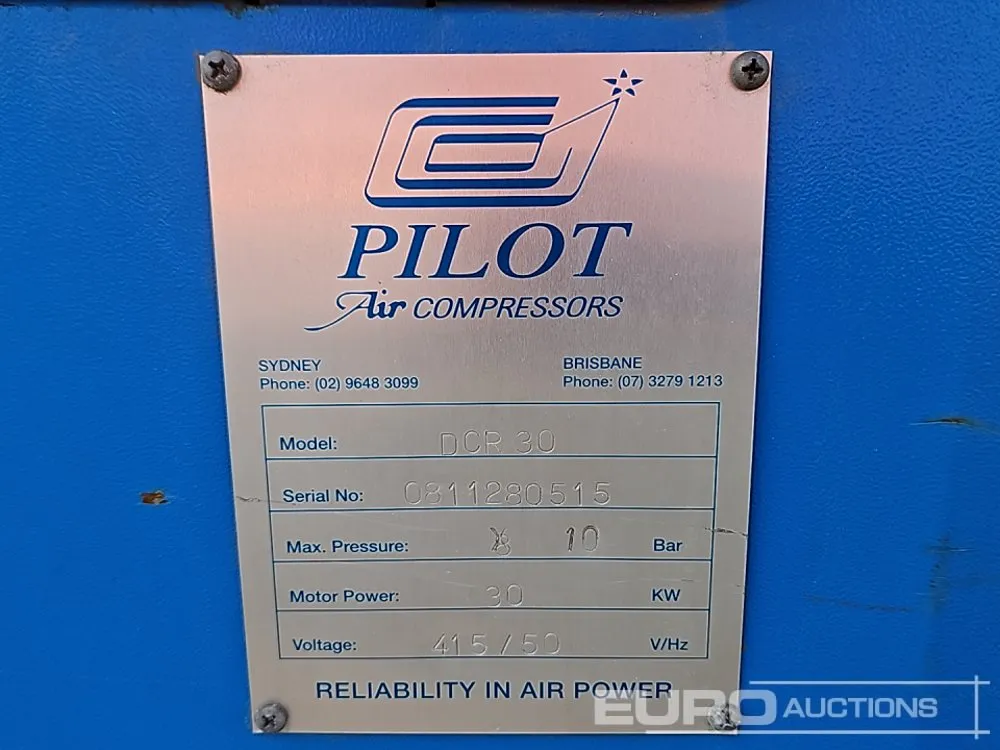 PILOT
Air COMPRESSORS
SYDNEY
Phone: (02) 9648 3099
BRISBANE
Phone: (07) 3279 1213
Model: DCR 30
Serial No: 0811280515
Max. Pressure: 8 10 Bar
Motor Power: 30 KW
Voltage: 415/50 V/Hz
RELIABILITY IN AIR POWER
EURO AUCTIONS